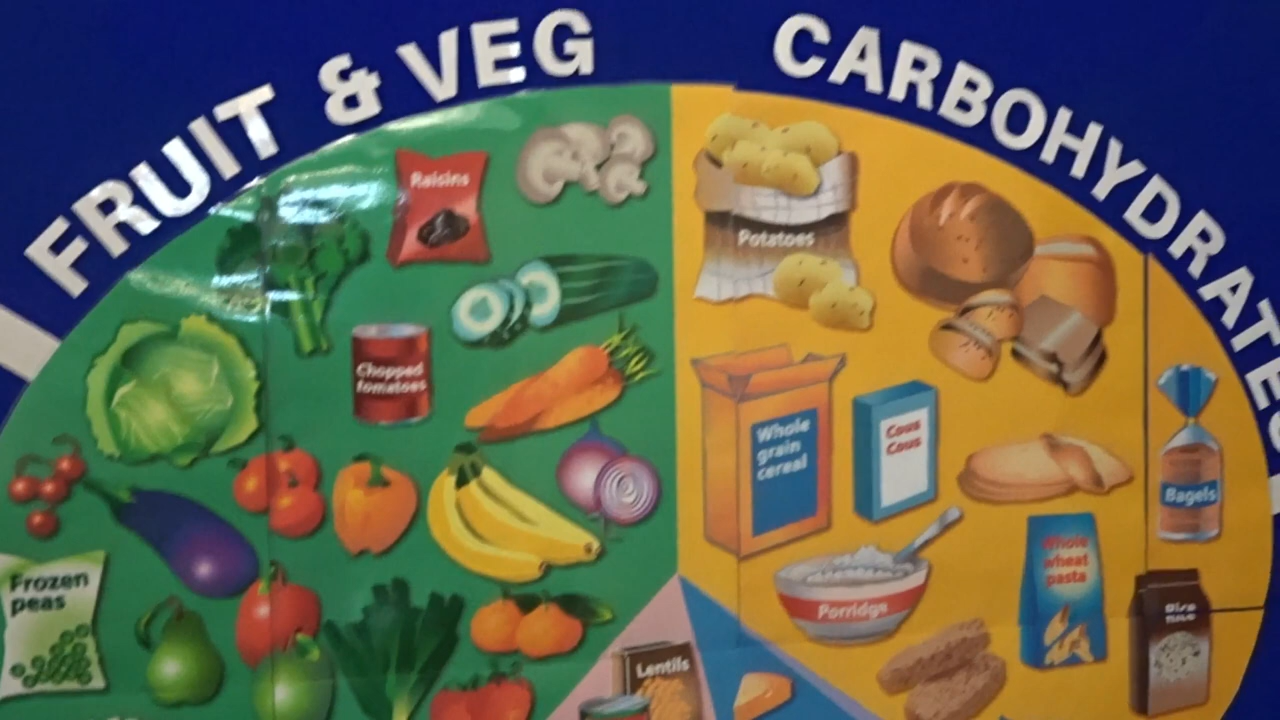 FRUIT & VEG
CARBOHYDRATES
Raisins
Potatoes
Chopped
tomatoes
Whole
grain
cereal
Cous
Cous
Bagels
Whole
wheat
pasta
Frozen
peas
Porridge
Rice
Lentils